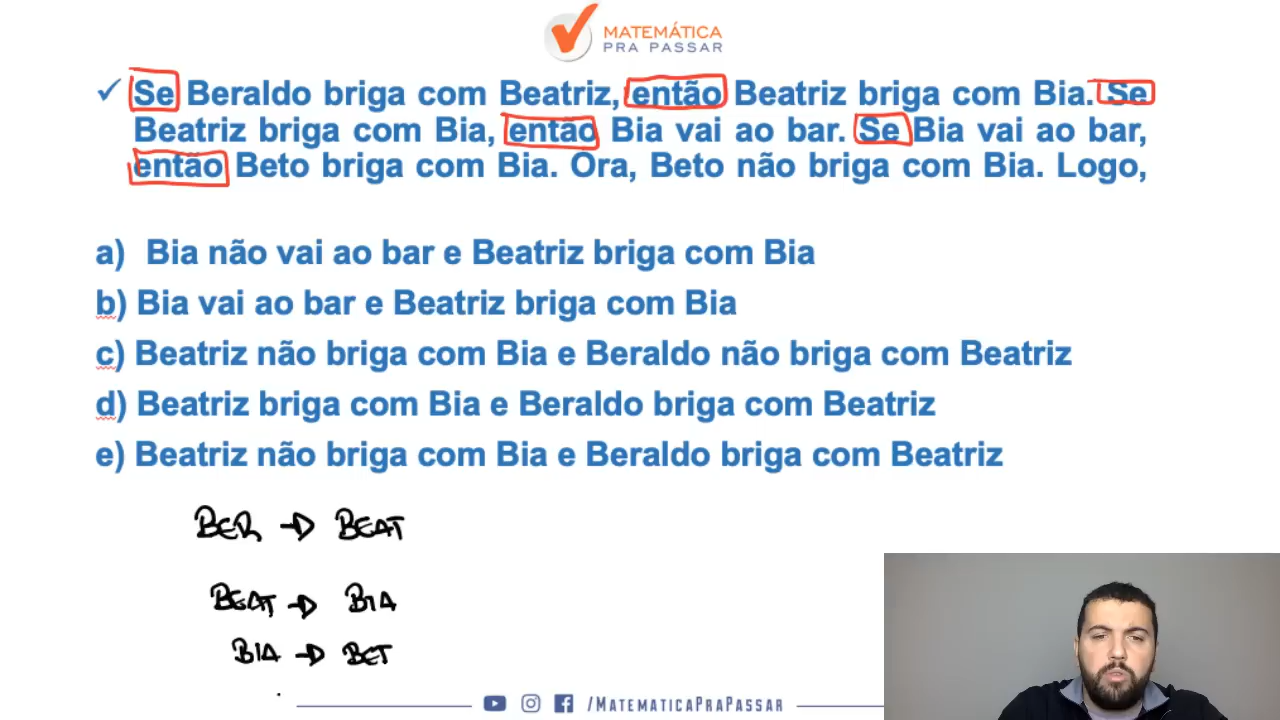 MATEMÁTICA
PRA PASSAR
✓ Se Beraldo briga com Beatriz, então Beatriz briga com Bia. Se
Beatriz briga com Bia, então Bia vai ao bar. Se Bia vai ao bar,
então Beto briga com Bia. Ora, Beto não briga com Bia. Logo,
a) Bia não vai ao bar e Beatriz briga com Bia
b) Bia vai ao bar e Beatriz briga com Bia
c) Beatriz não briga com Bia e Beraldo não briga com Beatriz
d) Beatriz briga com Bia e Beraldo briga com Beatriz
e) Beatriz não briga com Bia e Beraldo briga com Beatriz
BER → BEAT
BEAT → BIA
BIA → BET
/MATEMATICAPRAPASSAR